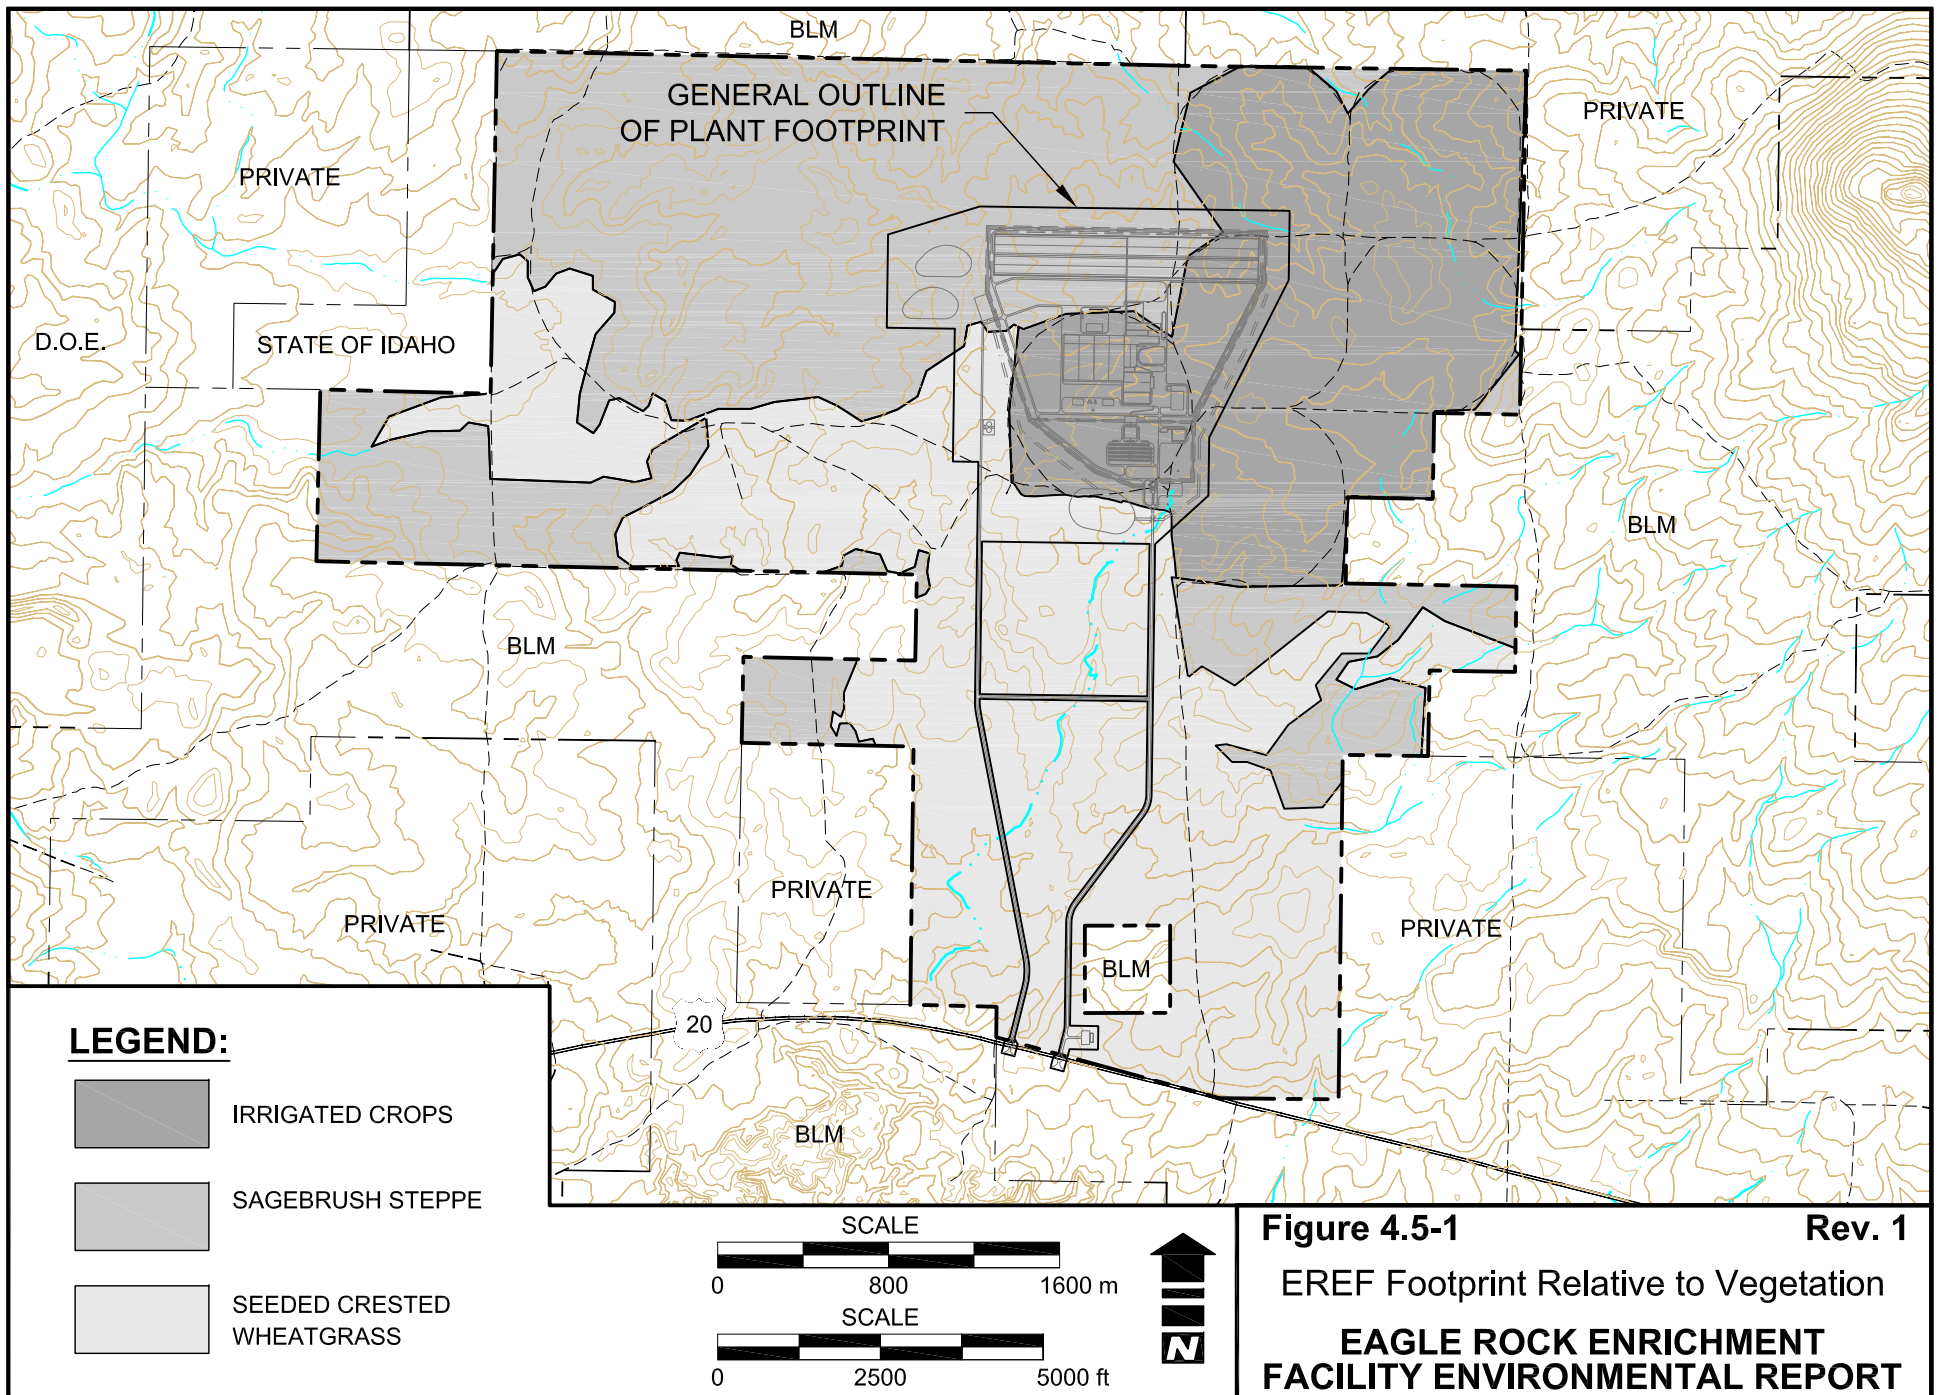 BLM
GENERAL OUTLINE
OF PLANT FOOTPRINT
PRIVATE
PRIVATE
D.O.E.
STATE OF IDAHO
BLM
BLM
PRIVATE
PRIVATE
PRIVATE
BLM
20
BLM
LEGEND:
IRRIGATED CROPS
SAGEBRUSH STEPPE
SEEDED CRESTED
WHEATGRASS
SCALE
0 800 1600 m
SCALE
0 2500 5000 ft
N
Figure 4.5-1 Rev. 1
EREF Footprint Relative to Vegetation
EAGLE ROCK ENRICHMENT
FACILITY ENVIRONMENTAL REPORT